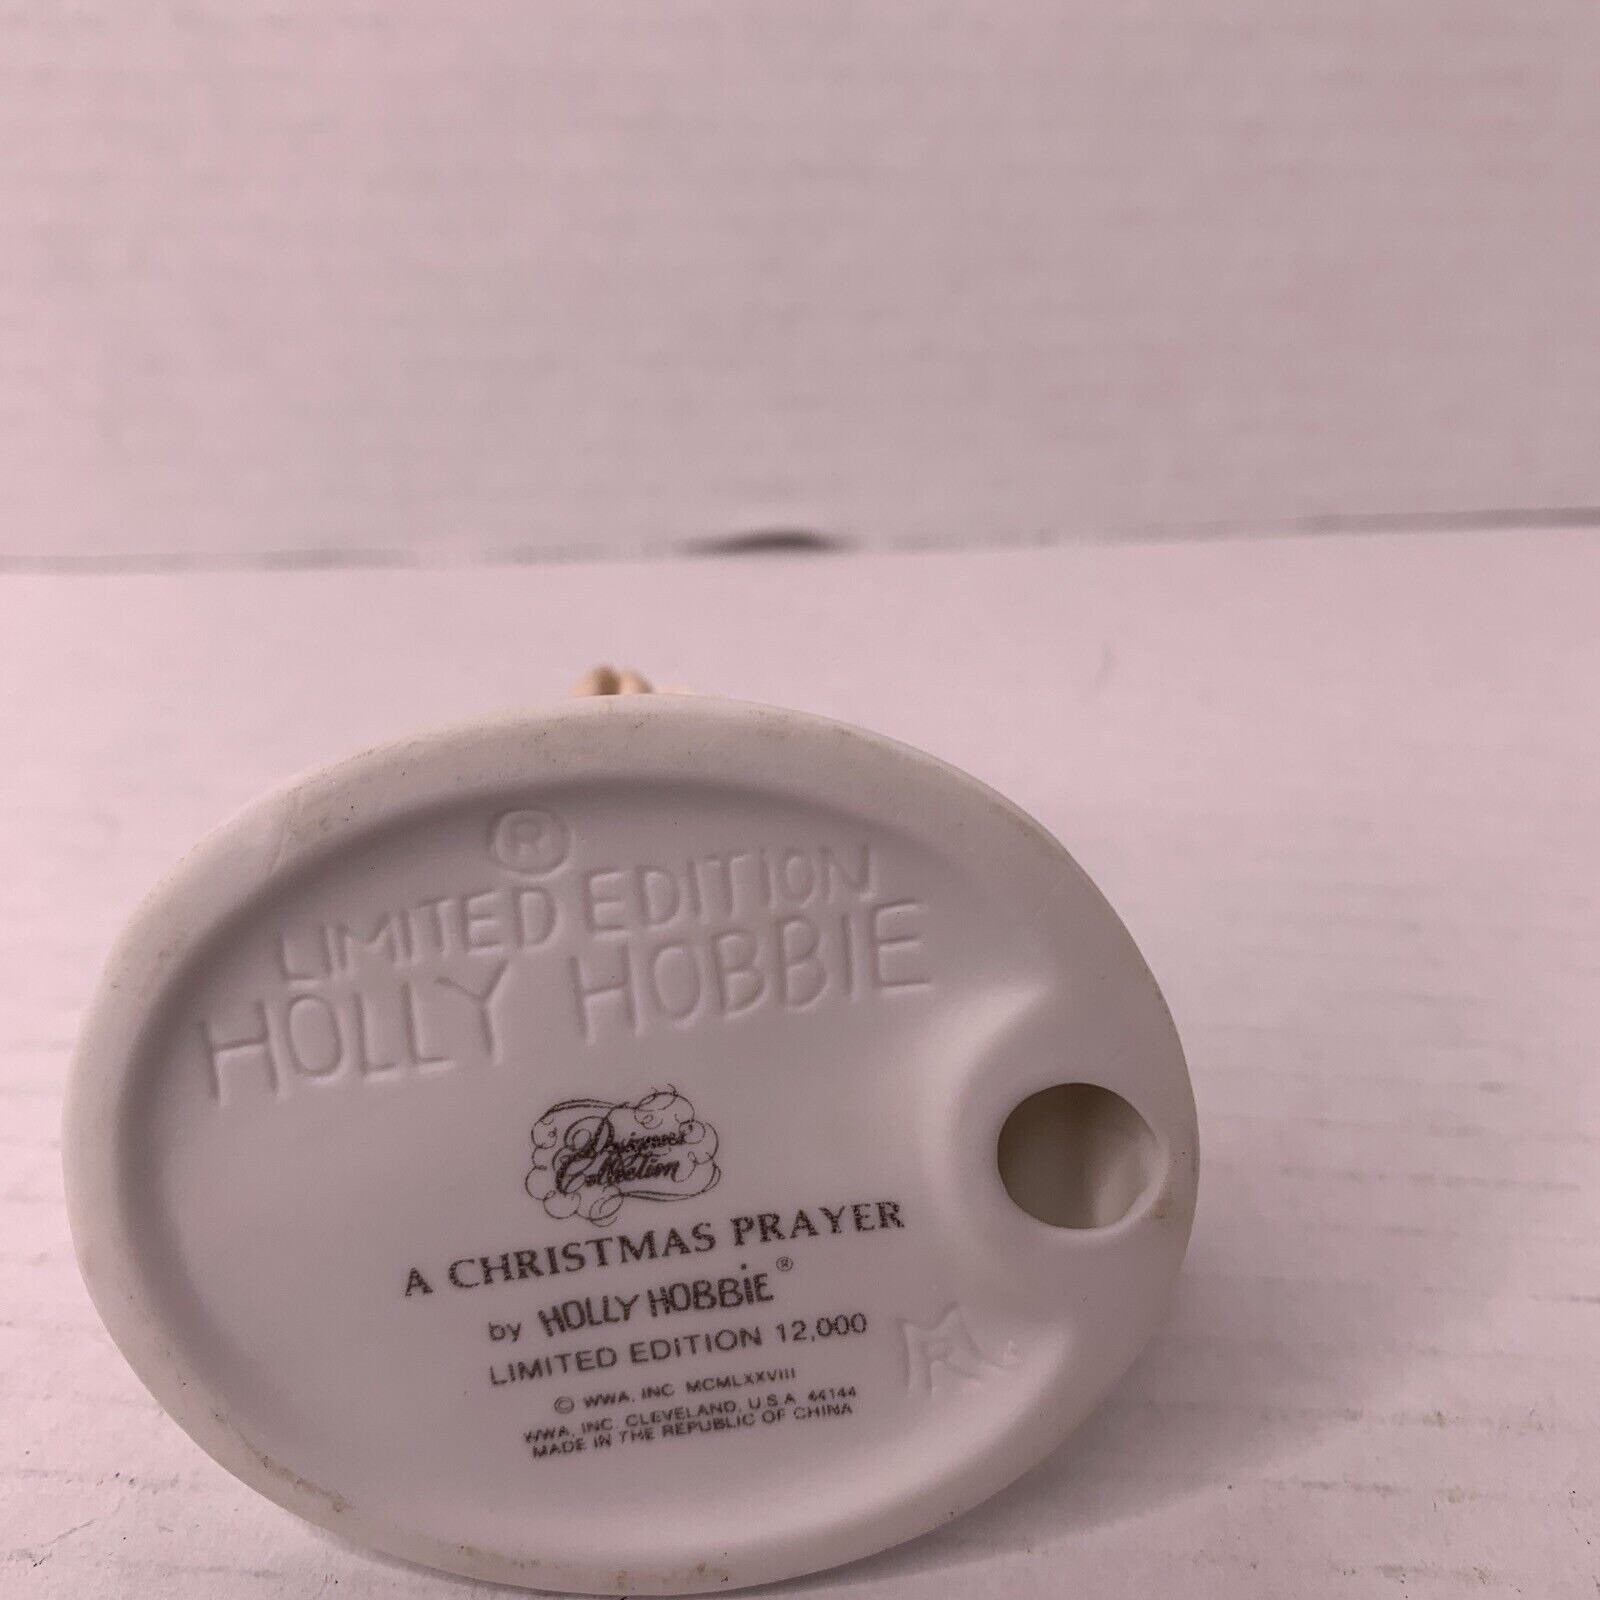 ®
LIMITED EDITION
HOLLY HOBBIE
Designers'
Collection
A CHRISTMAS PRAYER
by HOLLY HOBBiE®
LIMITED EDITION 12,000
© WWA, INC MCMLXXVIII
WWA, INC. CLEVELAND, U.S.A. 44144
MADE IN THE REPUBLIC OF CHINA